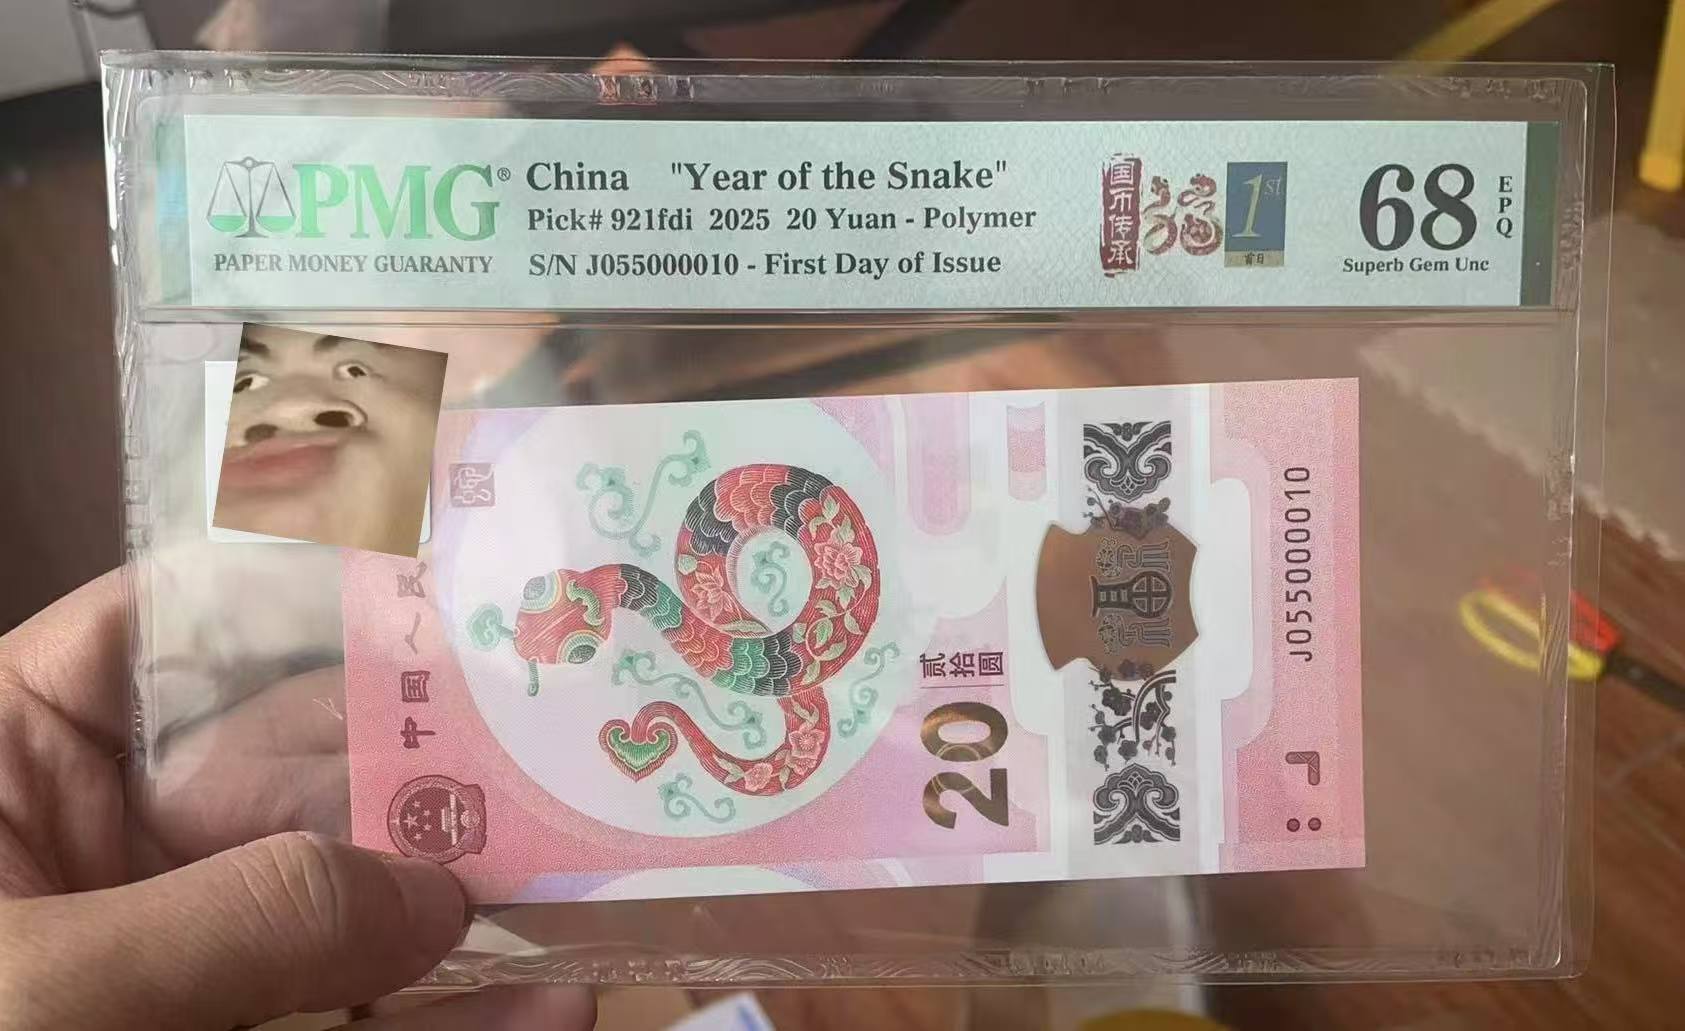 PMG®
PAPER MONEY GUARANTY
China "Year of the Snake"
Pick# 921fdi 2025 20 Yuan - Polymer
S/N J055000010 - First Day of Issue
国币传承
福
1st
首日
68
EPQ
Superb Gem Unc
中国人民
贰拾圆
20
J055000010